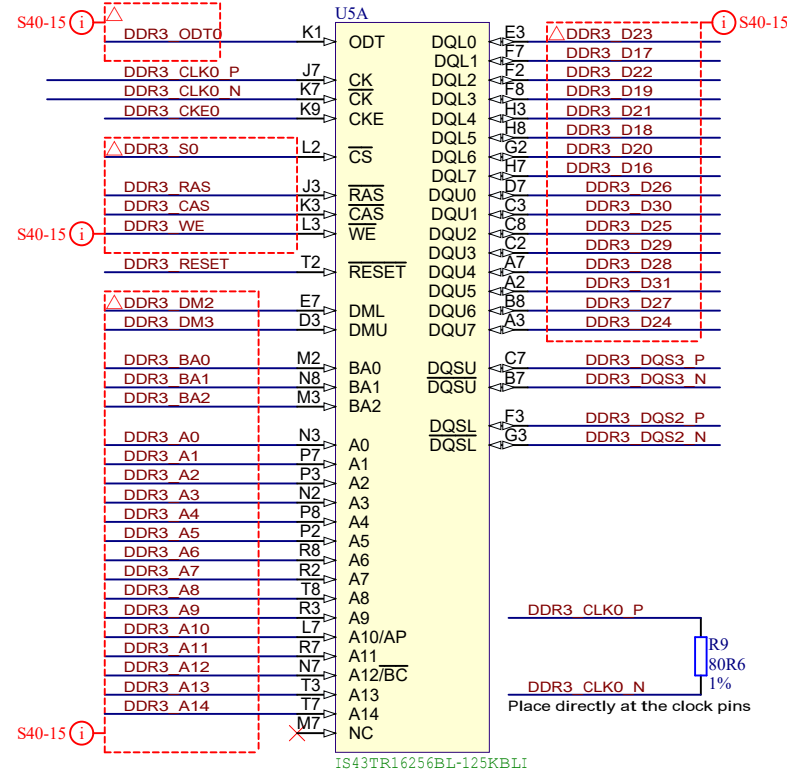 U5A
S40-15 i
i S40-15
DDR3_ODT0 K1 ODT DQL0 E3 DDR3_D23
DQL1 F7 DDR3_D17
DDR3_CLK0_P J7 CK DQL2 F2 DDR3_D22
DDR3_CLK0_N K7 CK DQL3 F8 DDR3_D19
DDR3_CKE0 K9 CKE DQL4 H3 DDR3_D21
DQL5 H8 DDR3_D18
DDR3_S0 L2 CS DQL6 G2 DDR3_D20
DQL7 H7 DDR3_D16
DDR3_RAS J3 RAS DQU0 D7 DDR3_D26
DDR3_CAS K3 CAS DQU1 C3 DDR3_D30
S40-15 i DDR3_WE L3 WE DQU2 C8 DDR3_D25
DQU3 C2 DDR3_D29
DDR3_RESET T2 RESET DQU4 A7 DDR3_D28
DQU5 A2 DDR3_D31
DDR3_DM2 E7 DML DQU6 B8 DDR3_D27
DDR3_DM3 D3 DMU DQU7 A3 DDR3_D24
DDR3_BA0 M2 BA0 DQSU C7 DDR3_DQS3_P
DDR3_BA1 N8 BA1 DQSU B7 DDR3_DQS3_N
DDR3_BA2 M3 BA2
DQSL F3 DDR3_DQS2_P
DDR3_A0 N3 A0 DQSL G3 DDR3_DQS2_N
DDR3_A1 P7 A1
DDR3_A2 P3 A2
DDR3_A3 N2 A3
DDR3_A4 P8 A4
DDR3_A5 P2 A5
DDR3_A6 R8 A6
DDR3_A7 R2 A7
DDR3_A8 T8 A8
DDR3_A9 R3 A9 DDR3_CLK0_P
DDR3_A10 L7 A10/AP
DDR3_A11 R7 A11 R9
DDR3_A12 N7 A12/BC 80R6
DDR3_A13 T3 A13 DDR3_CLK0_N 1%
DDR3_A14 T7 A14 Place directly at the clock pins
S40-15 i M7 NC
IS43TR16256BL-125KBLI